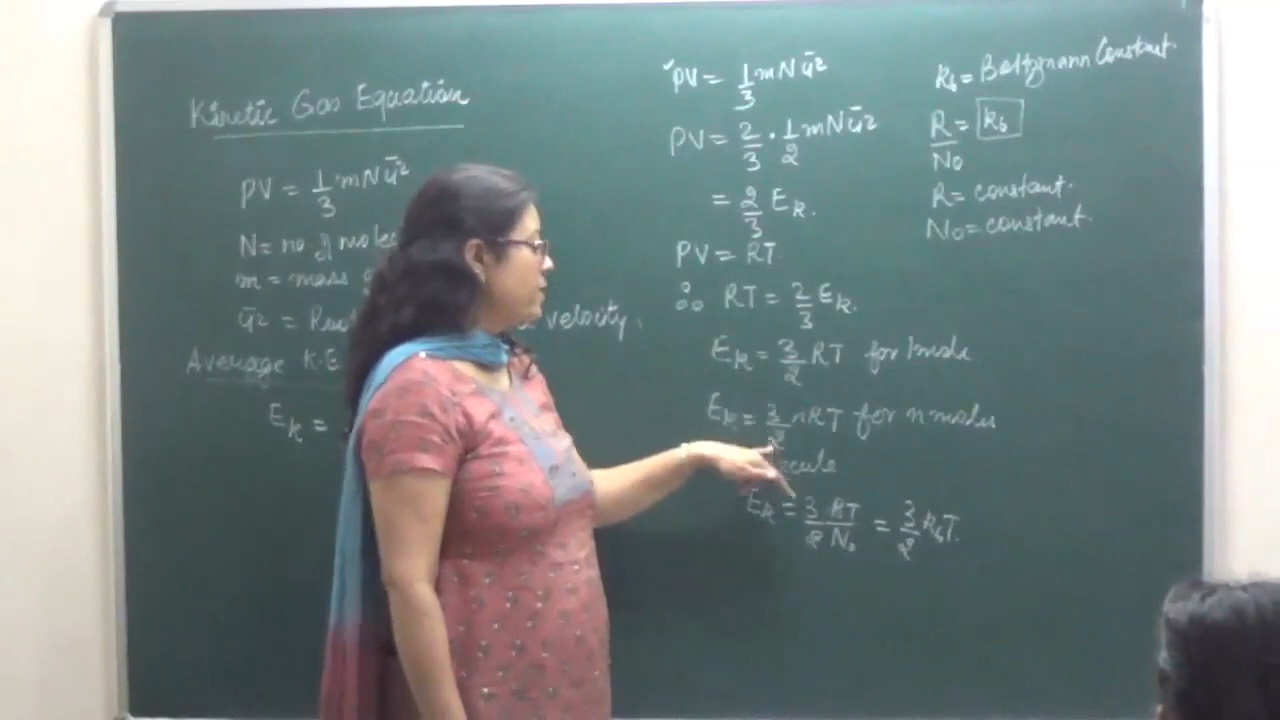 Kinetic Gas Equation
PV = 1/3 mNū²
N = no. of
m = mass
ū² = velocity.
Average K.E
Ek =
PV = 1/3 mNū²
PV = 2/3 · 1/2 mNū²
= 2/3 Ek.
PV = RT
∴ RT = 2/3 Ek.
Ek = 3/2 RT for 1mole
Ek = 3/2 nRT for n moles
Ek = 3/2 RT/N₀ = 3/2 kbT.
kb = Boltzmann Constant.
R/N₀ = kb
R = constant.
N₀ = constant.